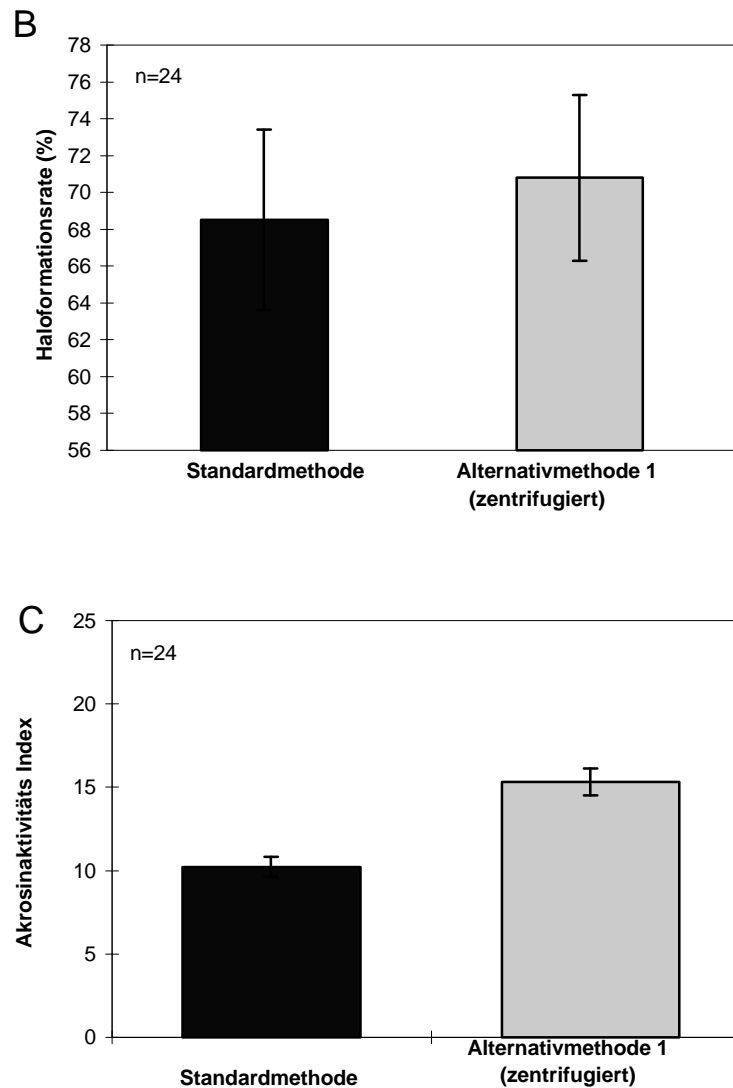 B
78
76
74
72
70
68
66
64
62
60
58
56
n=24
Haloformationsrate (%)
Standardmethode
Alternativmethode 1
(zentrifugiert)
C
25
20
15
10
5
0
n=24
Akrosinaktivitäts Index
Standardmethode
Alternativmethode 1
(zentrifugiert)